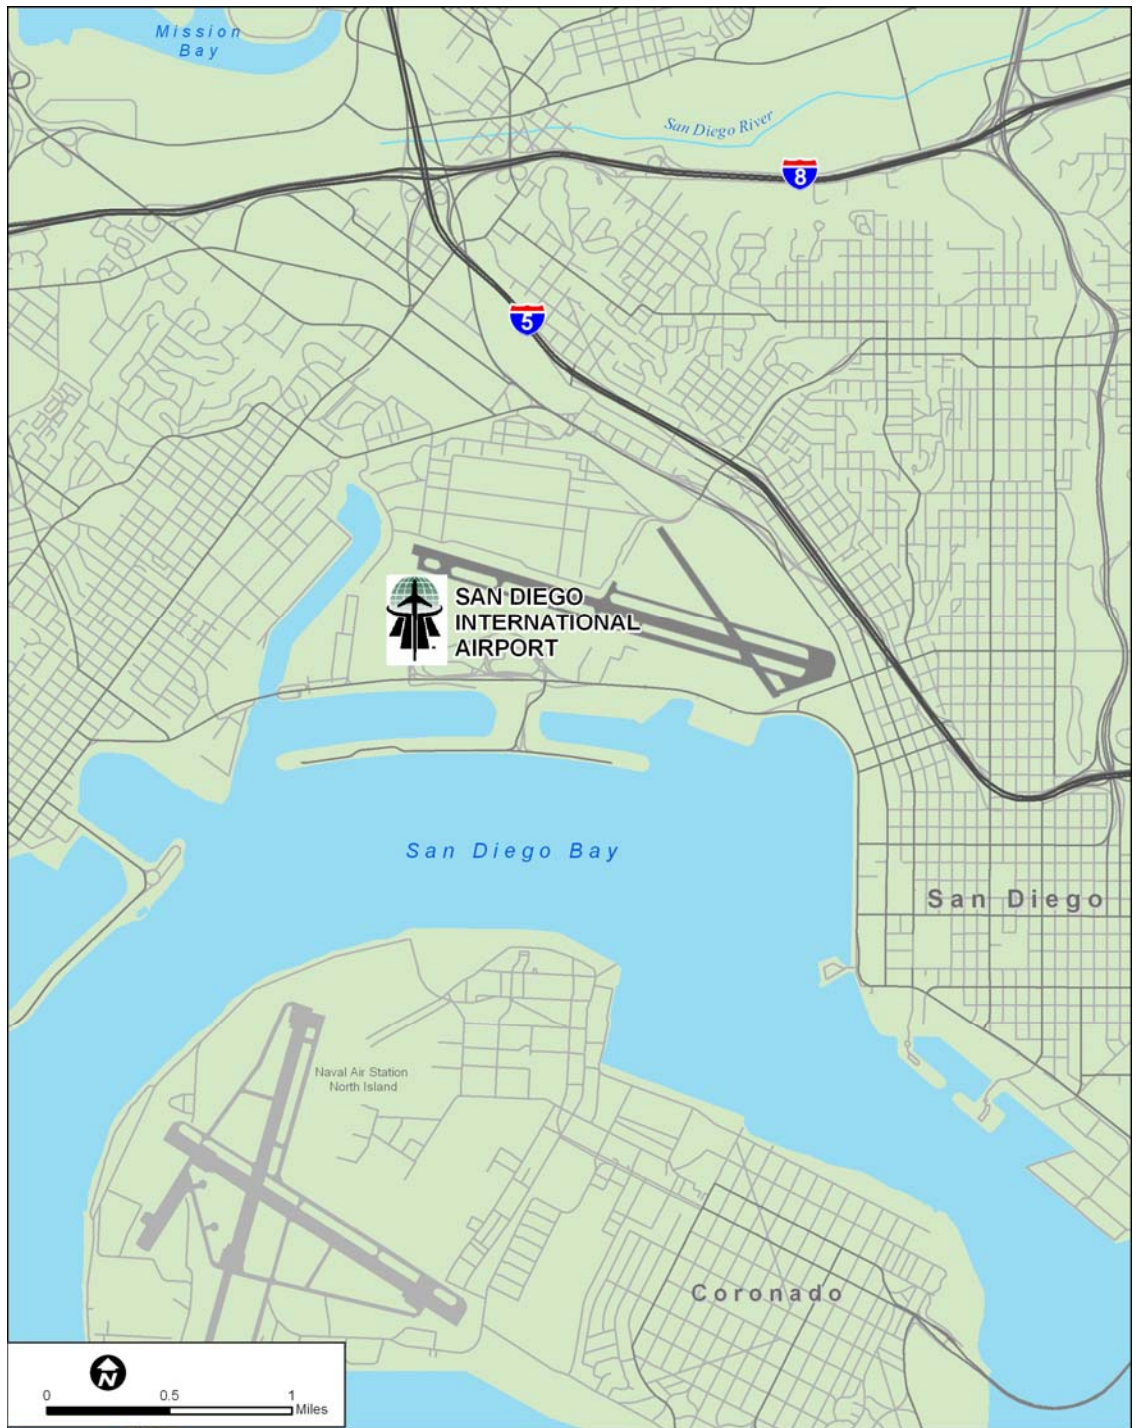 Mission
Bay
San Diego River
8
5
SAN DIEGO
INTERNATIONAL
AIRPORT
San Diego Bay
San Diego
Naval Air Station
North Island
Coronado
N
0 0.5 1
Miles